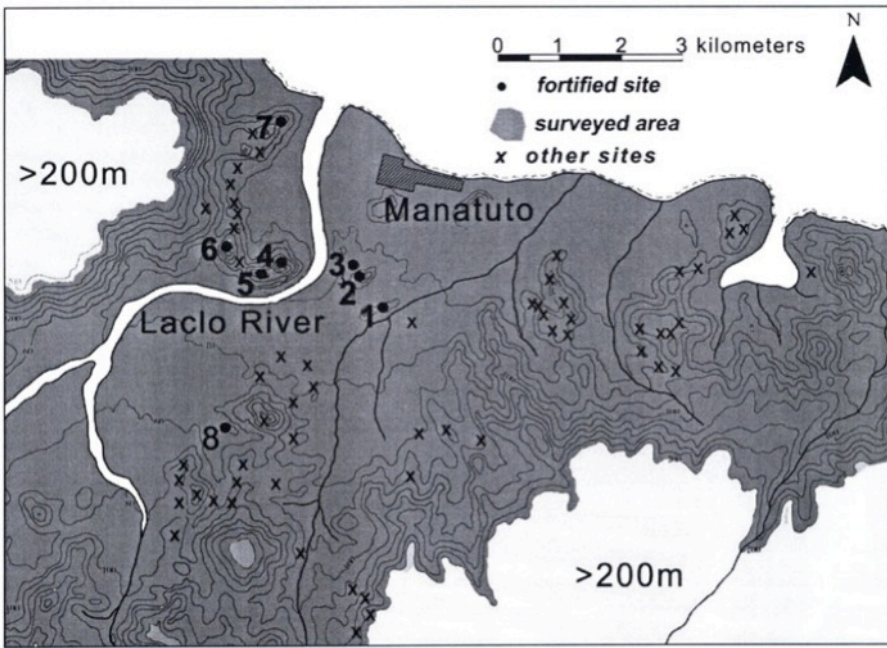 N
0 1 2 3 kilometers
fortified site
surveyed area
x other sites
7
>200m
Manatuto
6
4
5
3
2
1
Laclo River
8
>200m